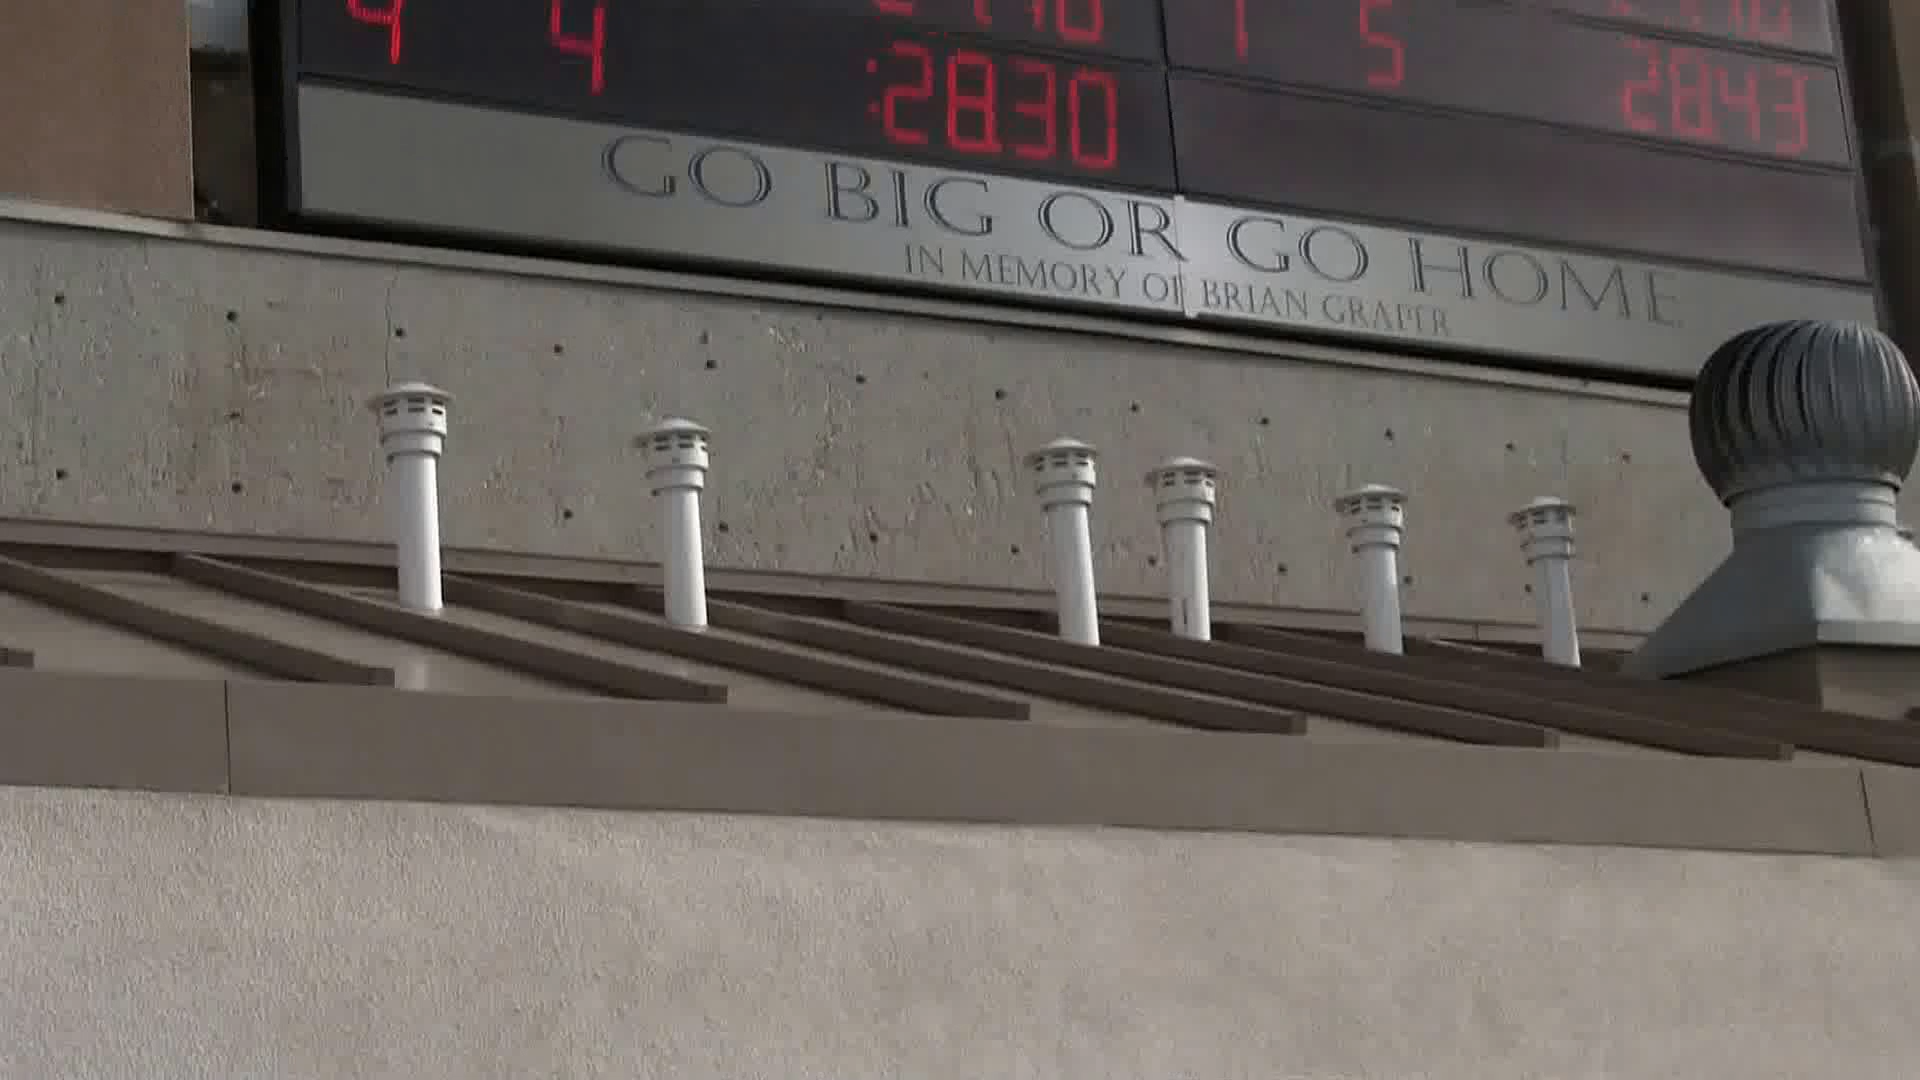 4 4
1 5
:28.30
28.43
GO BIG OR GO HOME
IN MEMORY OF BRIAN GRAPER